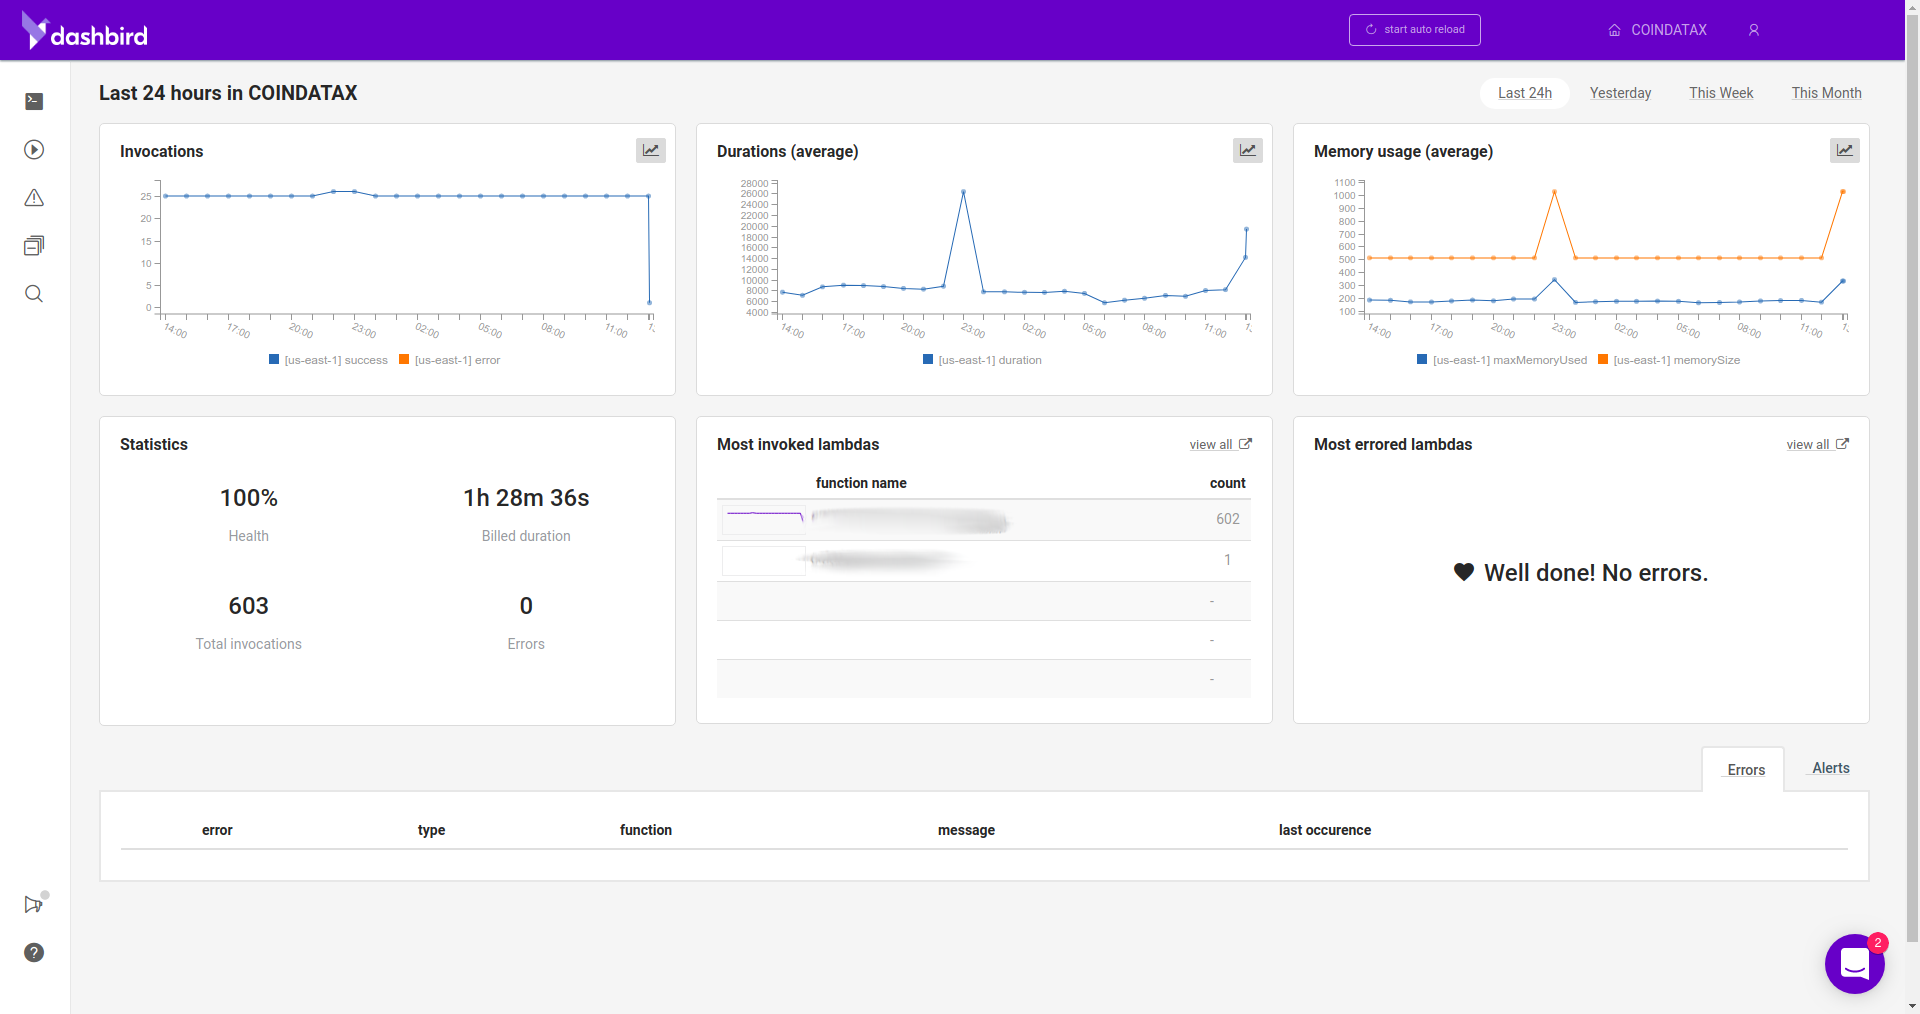 dashbird
start auto reload
COINDATAX
Last 24 hours in COINDATAX
Last 24h
Yesterday
This Week
This Month
Invocations
25
20
15
10
5
0
14:00 17:00 20:00 23:00 02:00 05:00 08:00 11:00
[us-east-1] success [us-east-1] error
Durations (average)
28000
26000
24000
22000
20000
18000
16000
14000
12000
10000
8000
6000
4000
14:00 17:00 20:00 23:00 02:00 05:00 08:00 11:00
[us-east-1] duration
Memory usage (average)
1100
1000
900
800
700
600
500
400
300
200
100
14:00 17:00 20:00 23:00 02:00 05:00 08:00 11:00
[us-east-1] maxMemoryUsed [us-east-1] memorySize
Statistics
100%
Health
1h 28m 36s
Billed duration
603
Total invocations
0
Errors
Most invoked lambdas
view all
function name count
602
1
-
-
-
Most errored lambdas
view all
Well done! No errors.
Errors
Alerts
error type function message last occurence
?
2